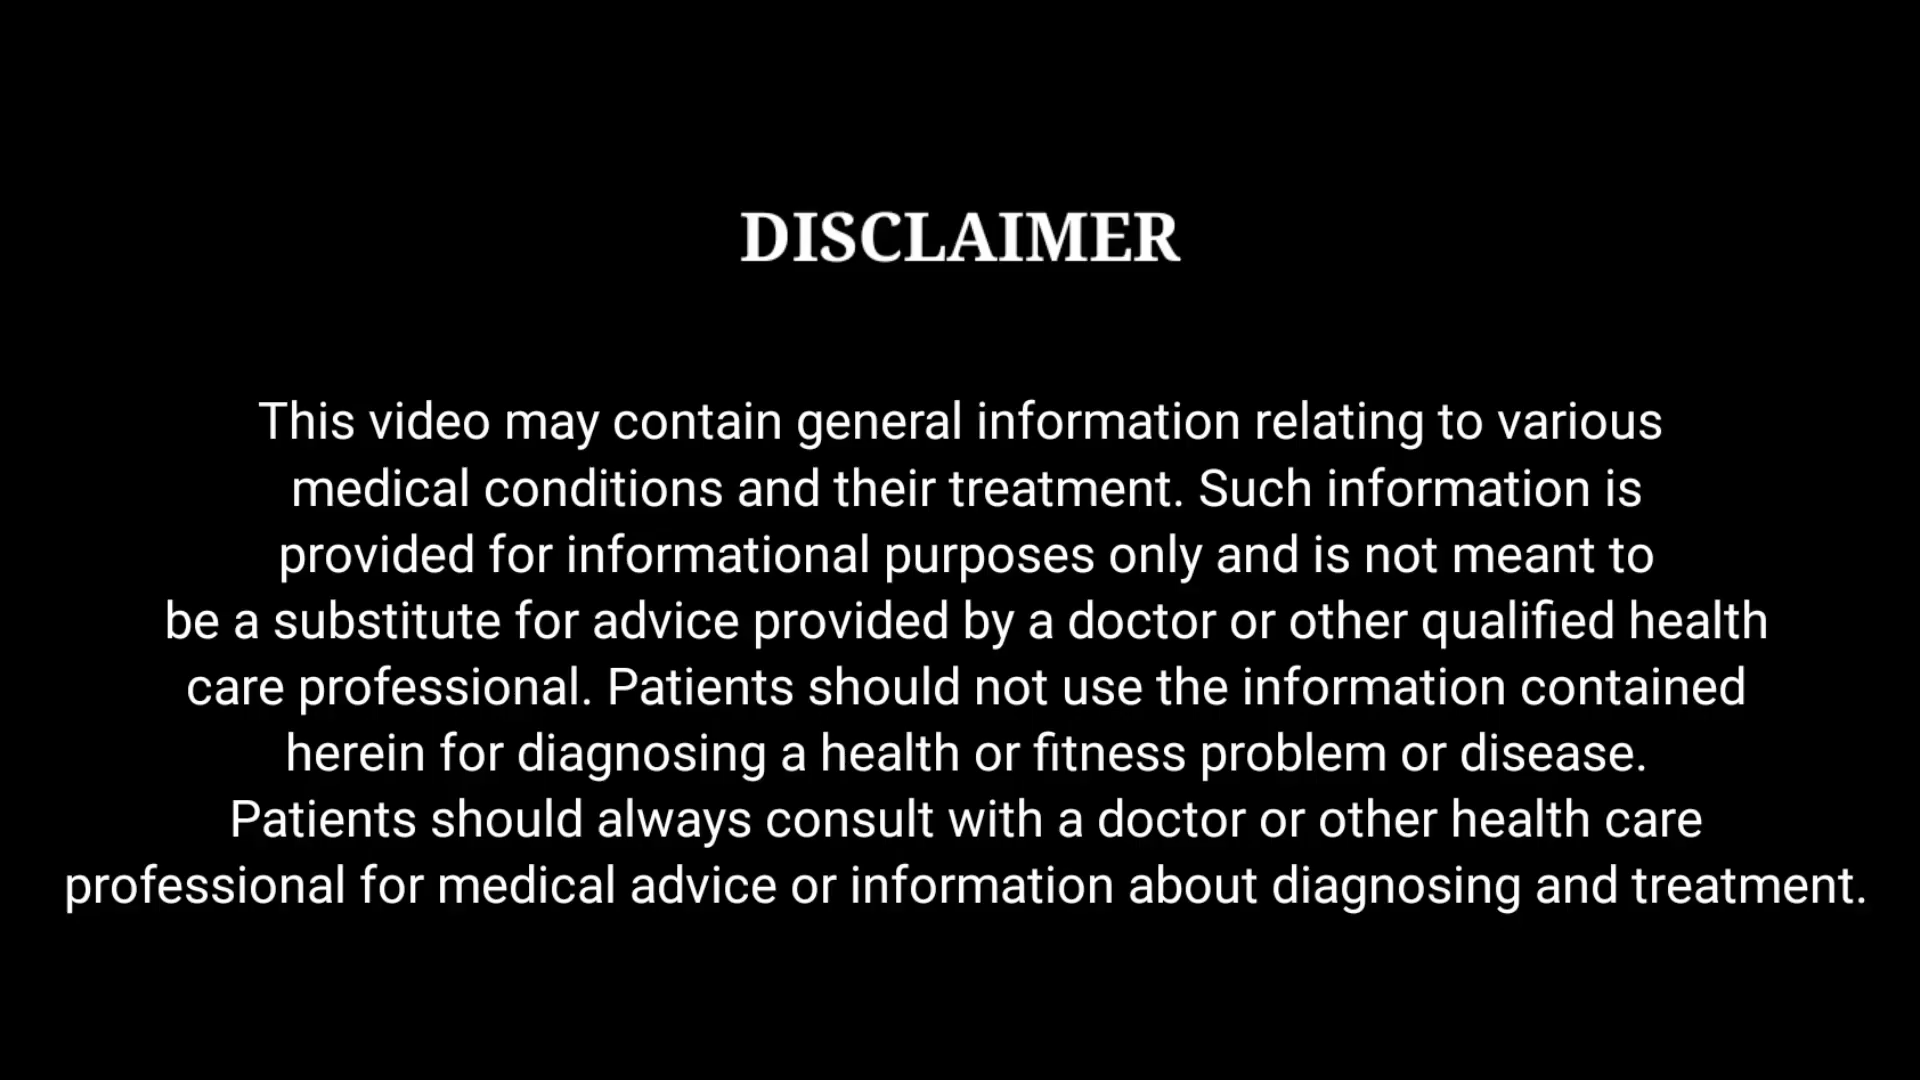 DISCLAIMER
This video may contain general information relating to various
medical conditions and their treatment. Such information is
provided for informational purposes only and is not meant to
be a substitute for advice provided by a doctor or other qualified health
care professional. Patients should not use the information contained
herein for diagnosing a health or fitness problem or disease.
Patients should always consult with a doctor or other health care
professional for medical advice or information about diagnosing and treatment.